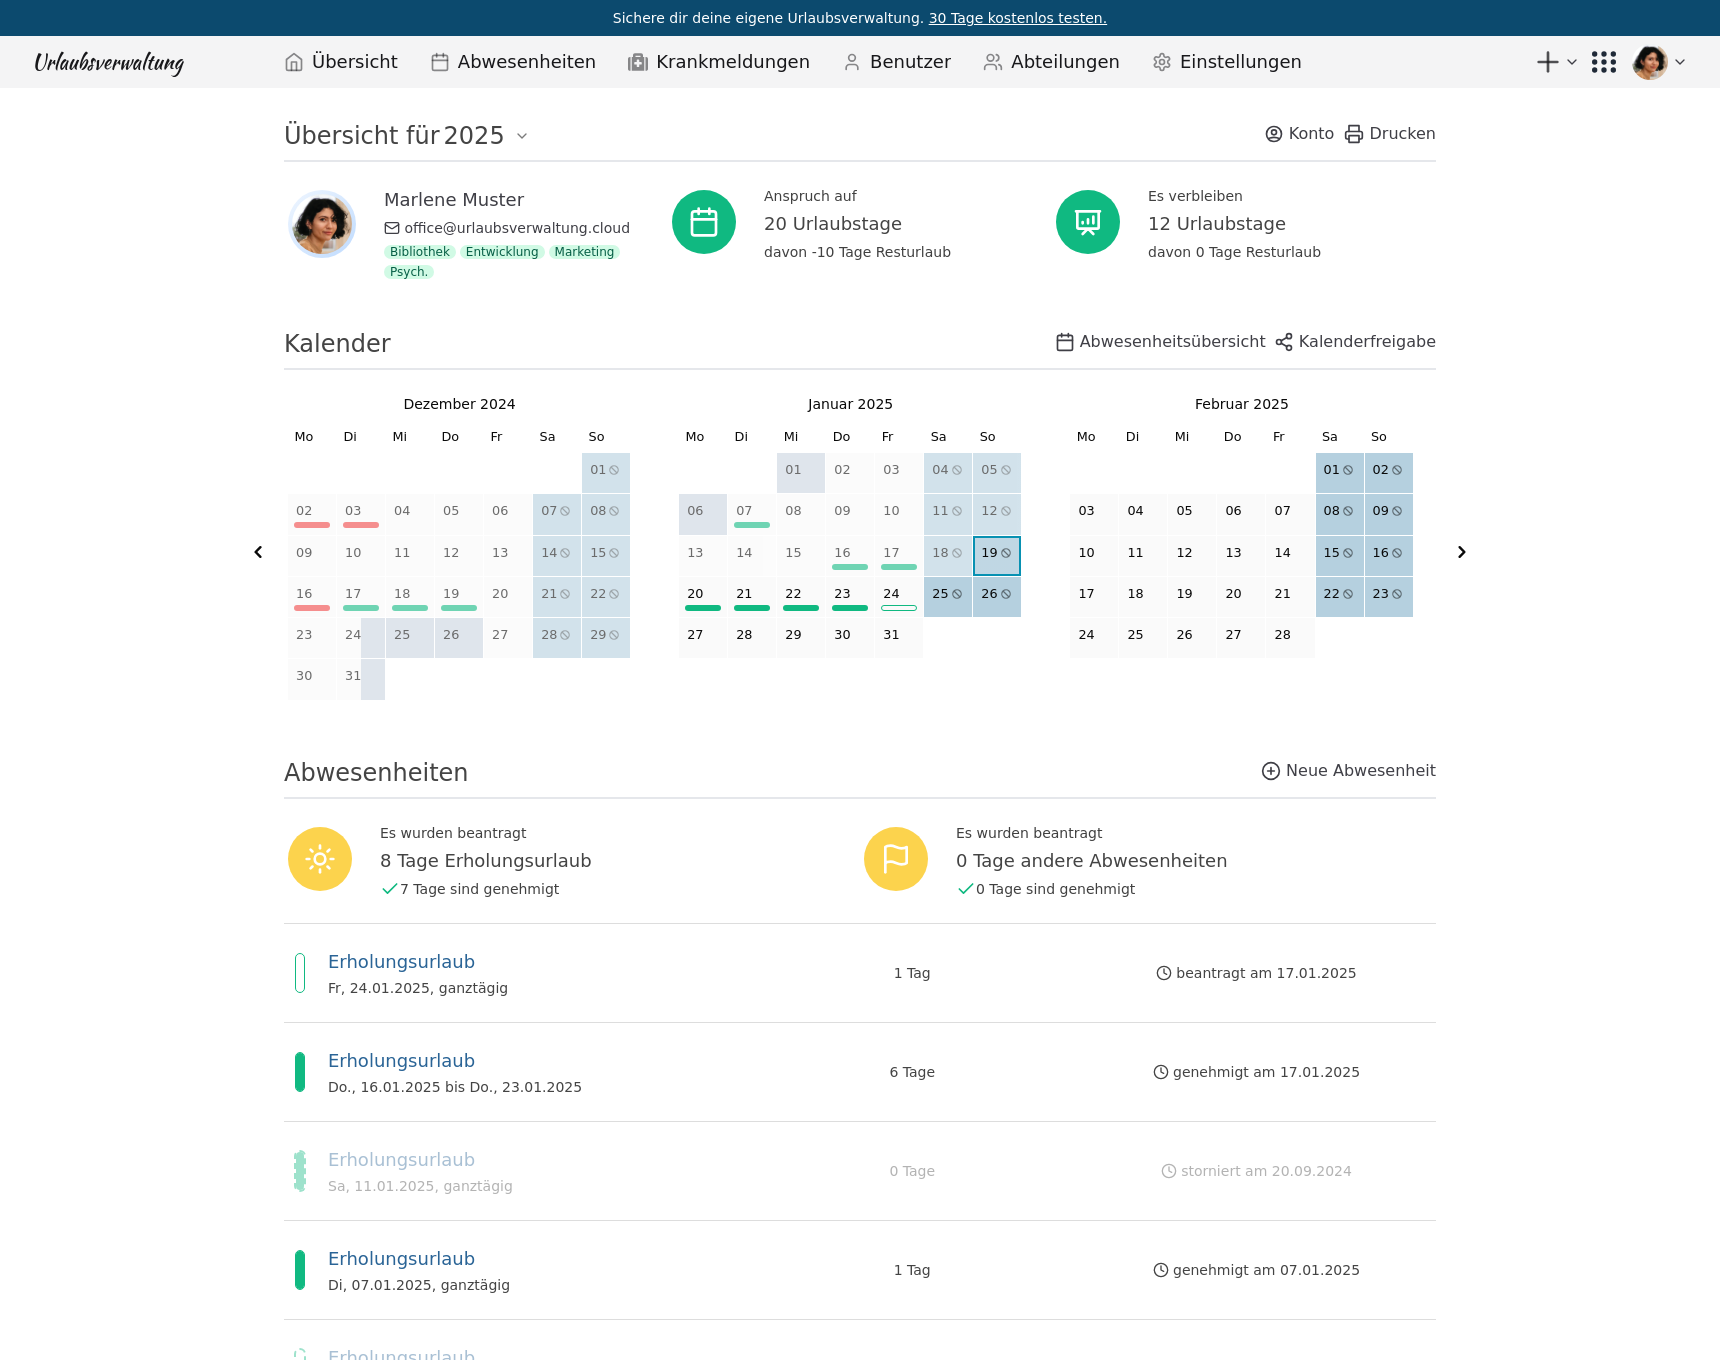 Sichere dir deine eigene Urlaubsverwaltung. 30 Tage kostenlos testen.
Urlaubsverwaltung Übersicht Abwesenheiten Krankmeldungen Benutzer Abteilungen Einstellungen
Übersicht für 2025 Konto Drucken
Marlene Muster
office@urlaubsverwaltung.cloud
Bibliothek Entwicklung Marketing
Psych.
Anspruch auf
20 Urlaubstage
davon -10 Tage Resturlaub
Es verbleiben
12 Urlaubstage
davon 0 Tage Resturlaub
Kalender Abwesenheitsübersicht Kalenderfreigabe
Dezember 2024
Mo Di Mi Do Fr Sa So
01
02 03 04 05 06 07 08
09 10 11 12 13 14 15
16 17 18 19 20 21 22
23 24 25 26 27 28 29
30 31
Januar 2025
Mo Di Mi Do Fr Sa So
01 02 03 04 05
06 07 08 09 10 11 12
13 14 15 16 17 18 19
20 21 22 23 24 25 26
27 28 29 30 31
Februar 2025
Mo Di Mi Do Fr Sa So
01 02
03 04 05 06 07 08 09
10 11 12 13 14 15 16
17 18 19 20 21 22 23
24 25 26 27 28
Abwesenheiten Neue Abwesenheit
Es wurden beantragt
8 Tage Erholungsurlaub
7 Tage sind genehmigt
Es wurden beantragt
0 Tage andere Abwesenheiten
0 Tage sind genehmigt
Erholungsurlaub
Fr, 24.01.2025, ganztägig
1 Tag
beantragt am 17.01.2025
Erholungsurlaub
Do., 16.01.2025 bis Do., 23.01.2025
6 Tage
genehmigt am 17.01.2025
Erholungsurlaub
Sa, 11.01.2025, ganztägig
0 Tage
storniert am 20.09.2024
Erholungsurlaub
Di, 07.01.2025, ganztägig
1 Tag
genehmigt am 07.01.2025
Erholungsurlaub